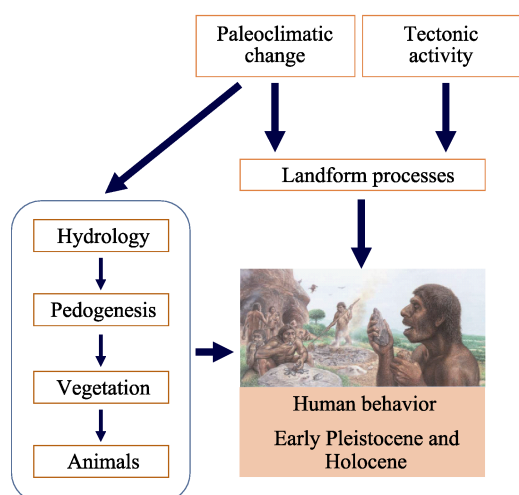 Paleoclimatic
change
Tectonic
activity
Landform processes
Hydrology
Pedogenesis
Vegetation
Animals
Human behavior
Early Pleistocene and
Holocene